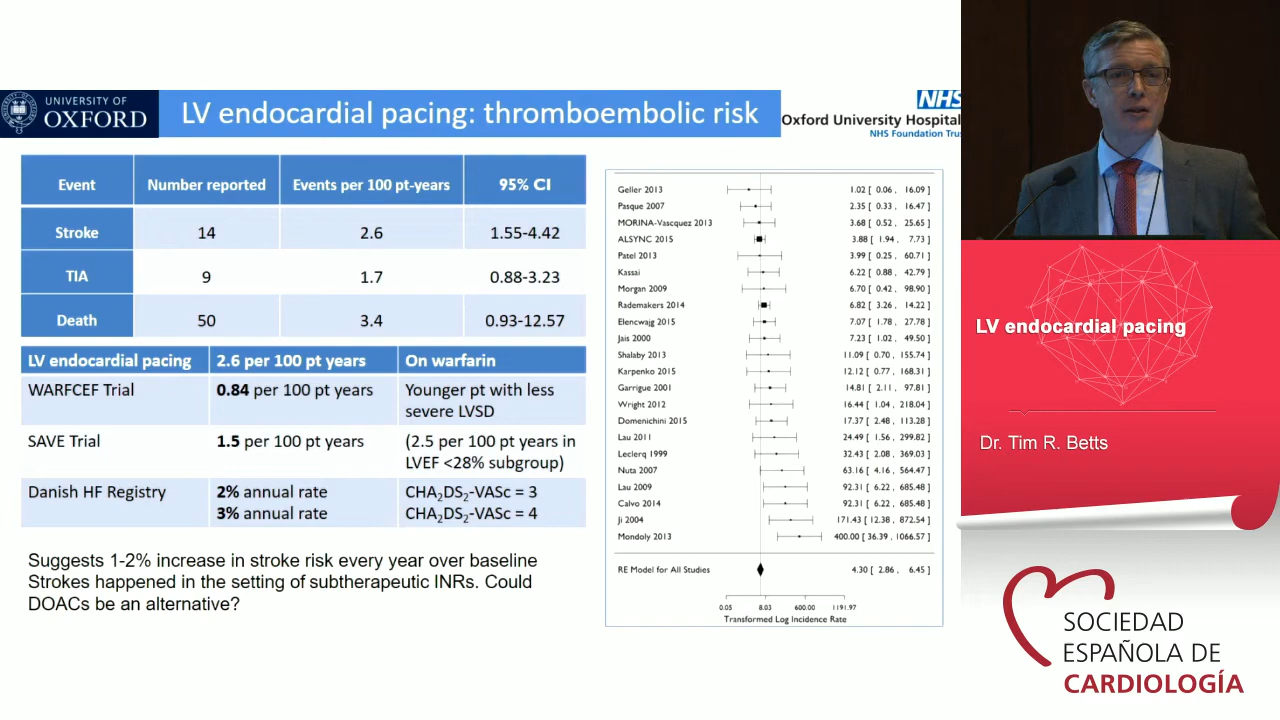 UNIVERSITY OF
OXFORD
LV endocardial pacing: thromboembolic risk
NHS
Oxford University Hospital
NHS Foundation Trus
Event Number reported Events per 100 pt-years 95% CI
Stroke 14 2.6 1.55-4.42
TIA 9 1.7 0.88-3.23
Death 50 3.4 0.93-12.57
LV endocardial pacing 2.6 per 100 pt years On warfarin
WARFCEF Trial 0.84 per 100 pt years Younger pt with less
severe LVSD
SAVE Trial 1.5 per 100 pt years (2.5 per 100 pt years in
LVEF <28% subgroup)
Danish HF Registry 2% annual rate CHA₂DS₂-VASc = 3
3% annual rate CHA₂DS₂-VASc = 4
Suggests 1-2% increase in stroke risk every year over baseline
Strokes happened in the setting of subtherapeutic INRs. Could
DOACs be an alternative?
Geller 2013 1.02 [ 0.06 , 16.09 ]
Pasque 2007 2.35 [ 0.33 , 16.47 ]
MORINA-Vasquez 2013 3.68 [ 0.52 , 25.65 ]
ALSYNC 2015 3.88 [ 1.94 , 7.73 ]
Patel 2013 3.99 [ 0.25 , 60.71 ]
Kassai 6.22 [ 0.88 , 42.79 ]
Morgan 2009 6.70 [ 0.42 , 98.90 ]
Rademakers 2014 6.82 [ 3.26 , 14.22 ]
Elencwajg 2015 7.07 [ 1.78 , 27.78 ]
Jais 2000 7.23 [ 1.02 , 49.50 ]
Shalaby 2013 11.09 [ 0.70 , 155.74 ]
Karpenko 2015 12.12 [ 0.77 , 168.31 ]
Garrigue 2001 14.81 [ 2.11 , 97.81 ]
Wright 2012 16.44 [ 1.04 , 218.04 ]
Domenichini 2015 17.37 [ 2.48 , 113.28 ]
Lau 2011 24.49 [ 1.56 , 299.82 ]
Leclerq 1999 32.43 [ 2.08 , 369.03 ]
Nuta 2007 63.16 [ 4.16 , 564.47 ]
Lau 2009 92.31 [ 6.22 , 685.48 ]
Calvo 2014 92.31 [ 6.22 , 685.48 ]
Ji 2004 171.43 [ 12.38 , 872.54 ]
Mondoly 2013 400.00 [ 36.39 , 1066.57 ]
RE Model for All Studies 4.30 [ 2.86 , 6.45 ]
0.05 8.03 600.00 1191.97
Transformed Log Incidence Rate
LV endocardial pacing
Dr. Tim R. Betts
SOCIEDAD
ESPAÑOLA DE
CARDIOLOGÍA